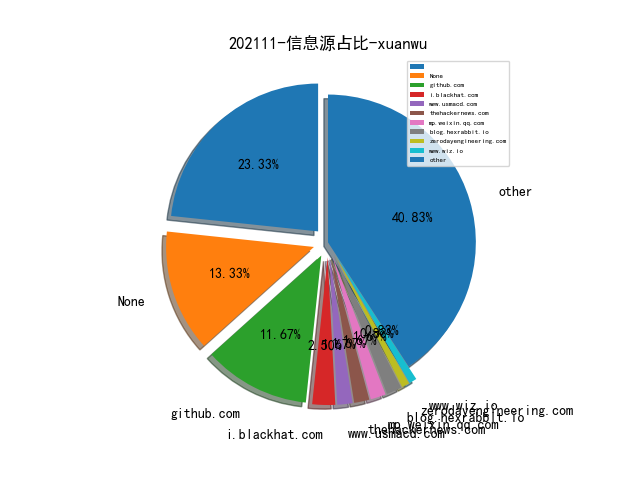 202111-信息源占比-xuanwu
None
github.com
i.blackhat.com
www.usmacd.com
thehackernews.com
mp.weixin.qq.com
blog.hexrabbit.io
zerodayengineering.com
www.wiz.io
other
23.33%
40.83%
other
13.33%
None
11.67%
2.50%
github.com
i.blackhat.com
www.usmacd.com
thehackernews.com
mp.weixin.qq.com
blog.hexrabbit.io
zerodayengineering.com
www.wiz.io